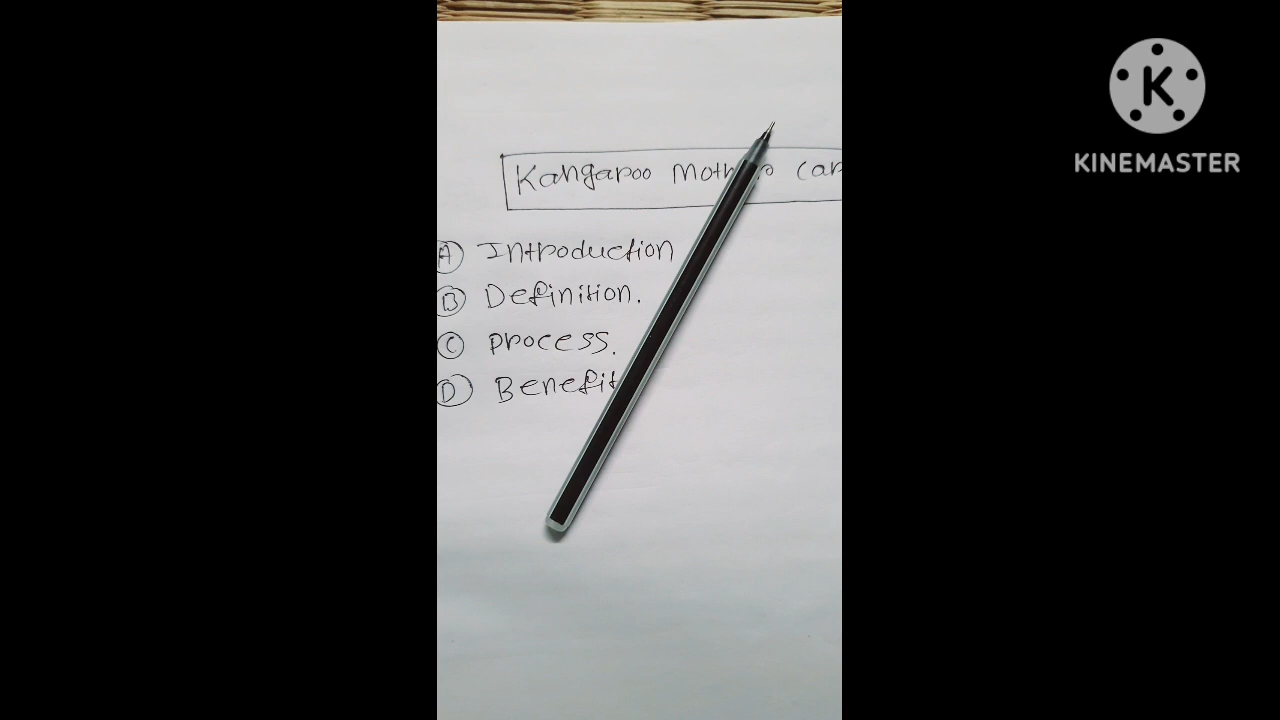 Kangaroo
KINEMASTER
A Introduction
B Definition.
C process.
D Benefit